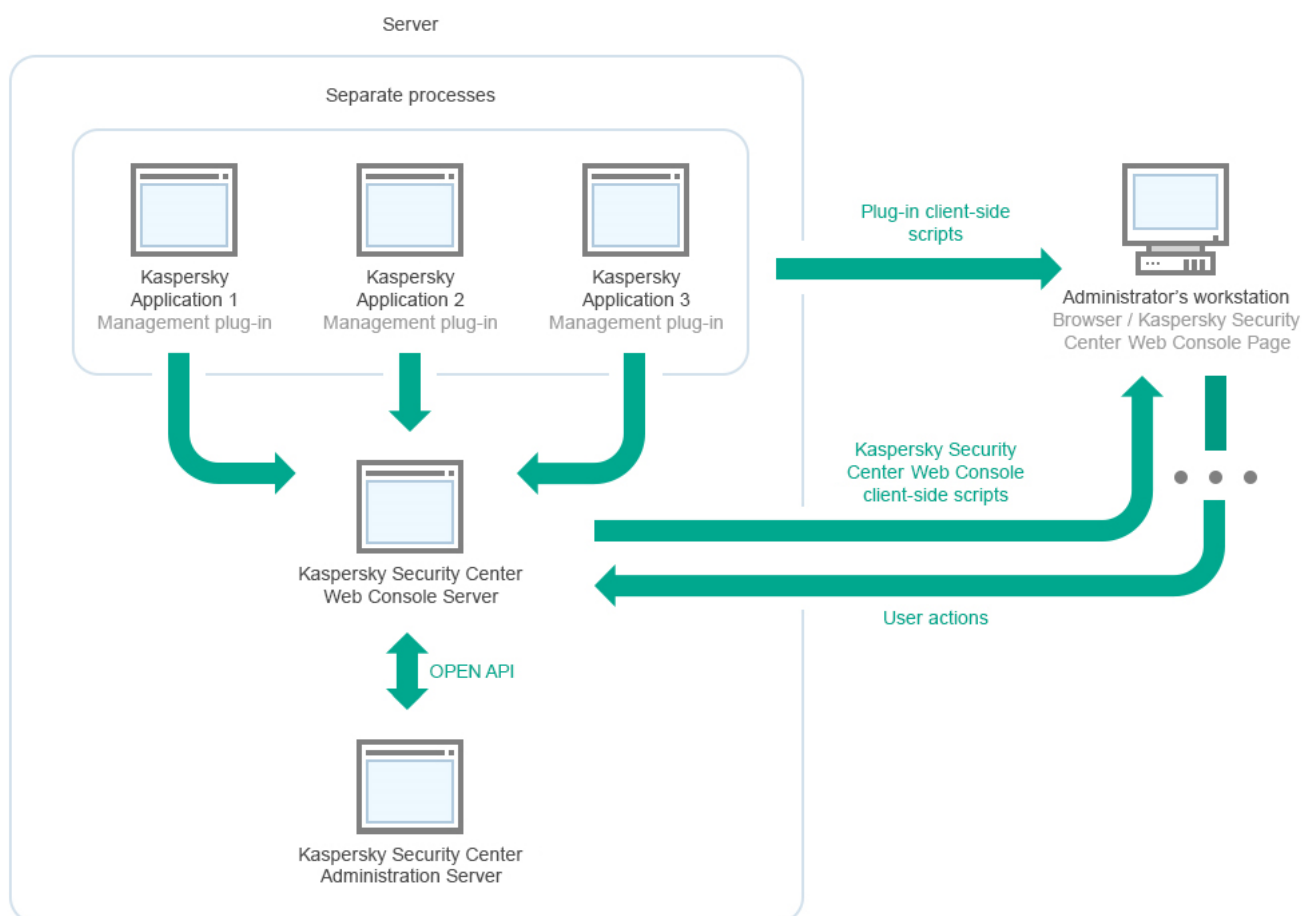 Server
Separate processes
Kaspersky
Application 1
Management plug-in
Kaspersky
Application 2
Management plug-in
Kaspersky
Application 3
Management plug-in
Plug-in client-side
scripts
Administrator's workstation
Browser / Kaspersky Security
Center Web Console Page
Kaspersky Security
Center Web Console
client-side scripts
Kaspersky Security Center
Web Console Server
User actions
OPEN API
Kaspersky Security Center
Administration Server